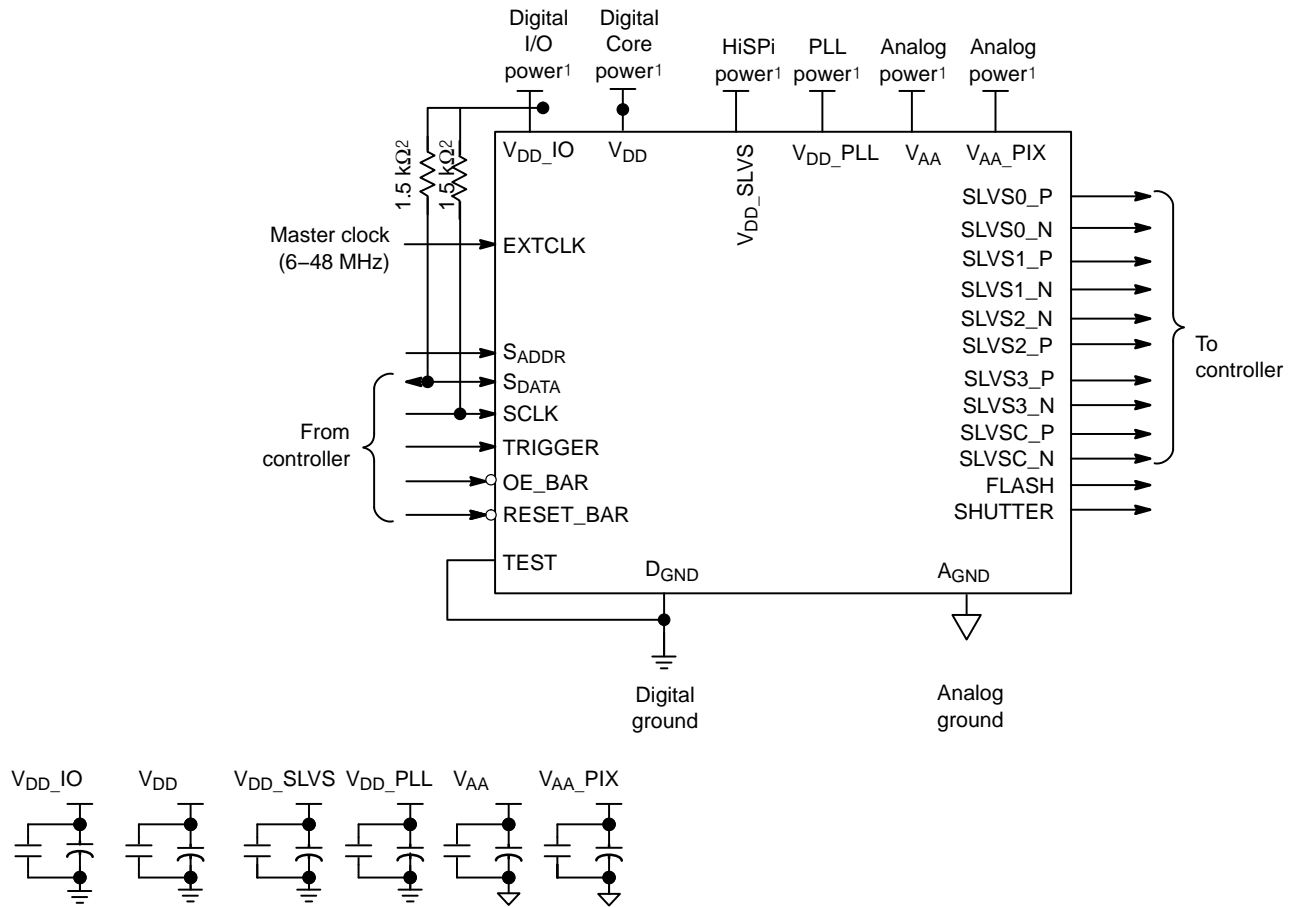 Digital
I/O
power1
Digital
Core
power1
HiSPi
power1
PLL
power1
Analog
power1
Analog
power1
1.5 kΩ2
1.5 kΩ2
VDD_IO
VDD
VDD_SLVS
VDD_PLL
VAA
VAA_PIX
Master clock
(6–48 MHz)
EXTCLK
SADDR
SDATA
SCLK
TRIGGER
OE_BAR
RESET_BAR
TEST
From
controller
SLVS0_P
SLVS0_N
SLVS1_P
SLVS1_N
SLVS2_N
SLVS2_P
SLVS3_P
SLVS3_N
SLVSC_P
SLVSC_N
FLASH
SHUTTER
To
controller
DGND
AGND
Digital
ground
Analog
ground
VDD_IO
VDD
VDD_SLVS
VDD_PLL
VAA
VAA_PIX